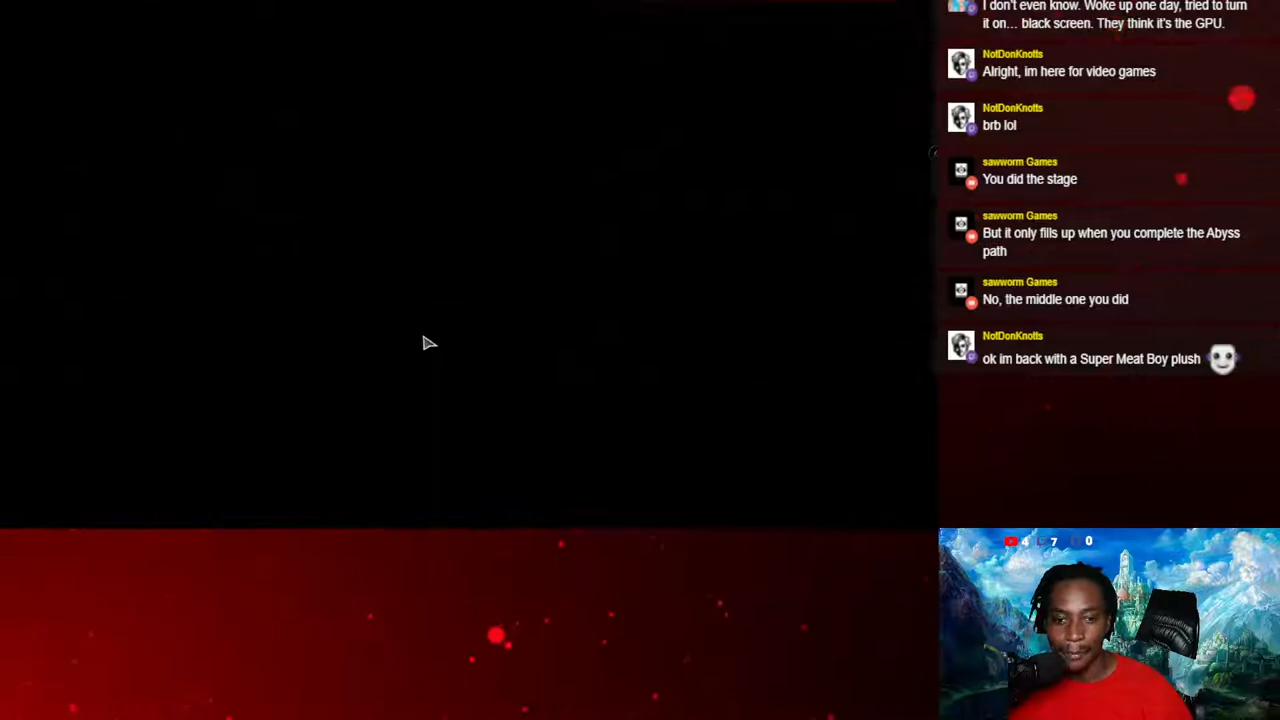 I don't even know. Woke up one day, tried to turn
it on... black screen. They think it's the GPU.
NotDonKnotts
Alright, im here for video games
NotDonKnotts
brb lol
sawworm Games
You did the stage
sawworm Games
But it only fills up when you complete the Abyss
path
sawworm Games
No, the middle one you did
NotDonKnotts
ok im back with a Super Meat Boy plush
4 7 0